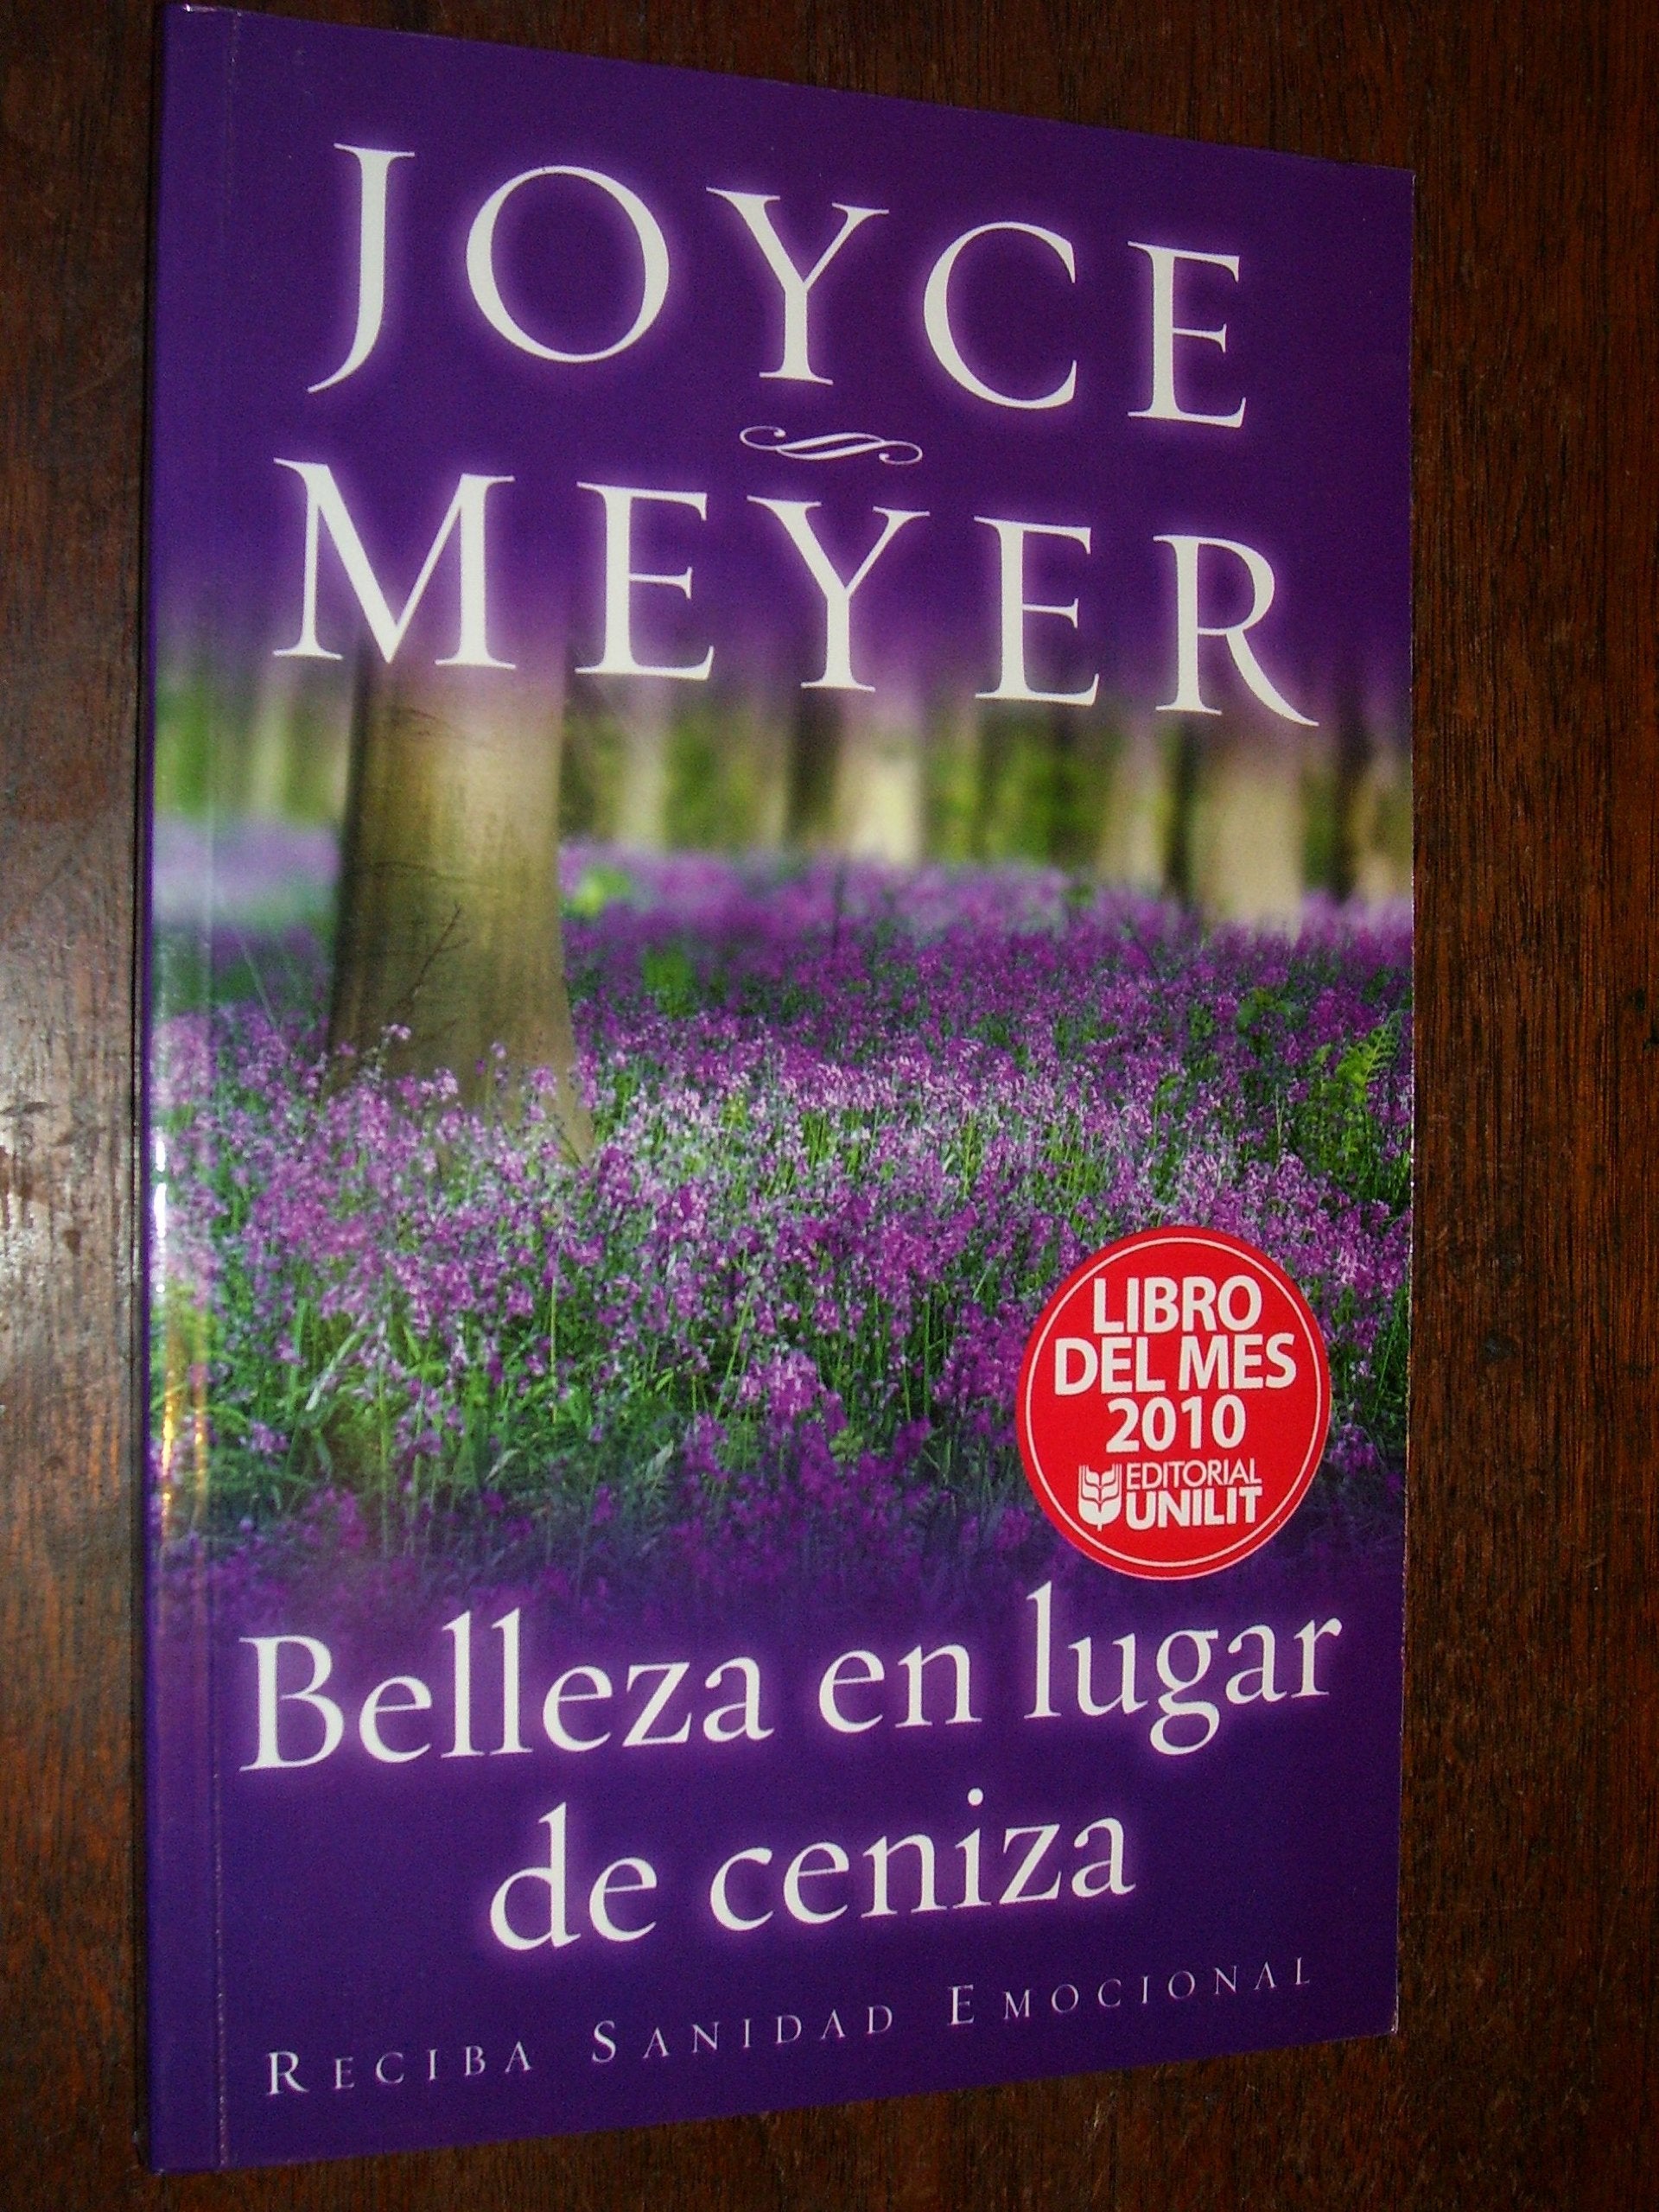 JOYCE
MEYER
LIBRO
DEL MES
2010
EDITORIAL
UNILIT
Belleza en lugar
de ceniza
RECIBA SANIDAD EMOCIONAL